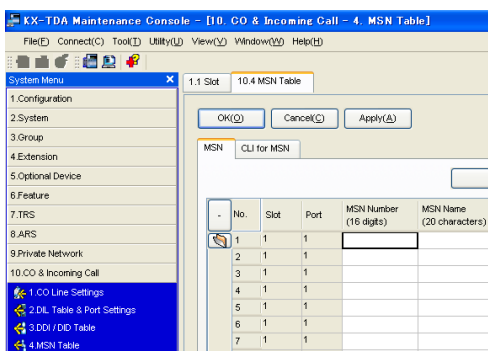 KX-TDA Maintenance Console - [10. CO & Incoming Call - 4. MSN Table]
File(F) Connect(C) Tool(T) Utility(U) View(V) Window(W) Help(H)
System Menu X 1.1 Slot 10.4 MSN Table
1.Configuration
2.System OK(O) Cancel(C) Apply(A)
3.Group
4.Extension MSN CLI for MSN
5.Optional Device
6.Feature
7.TRS - No. Slot Port MSN Number (16 digits) MSN Name (20 characters)
8.ARS
9.Private Network 1 1 1
10.CO & Incoming Call 2 1 1
1.CO Line Settings 3 1 1
2.DIL Table & Port Settings 4 1 1
3.DDI / DID Table 5 1 1
4.MSN Table 6 1 1
7 1 1